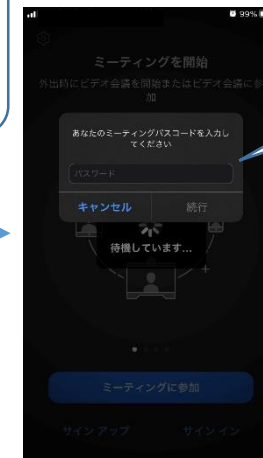 99%
ミーティングを開始
外出時にビデオ会議を開始またはビデオ会議に参
加
あなたのミーティングパスコードを入力し
てください
パスワード
キャンセル 続行
待機しています...
ミーティングに参加
サインアップ サインイン